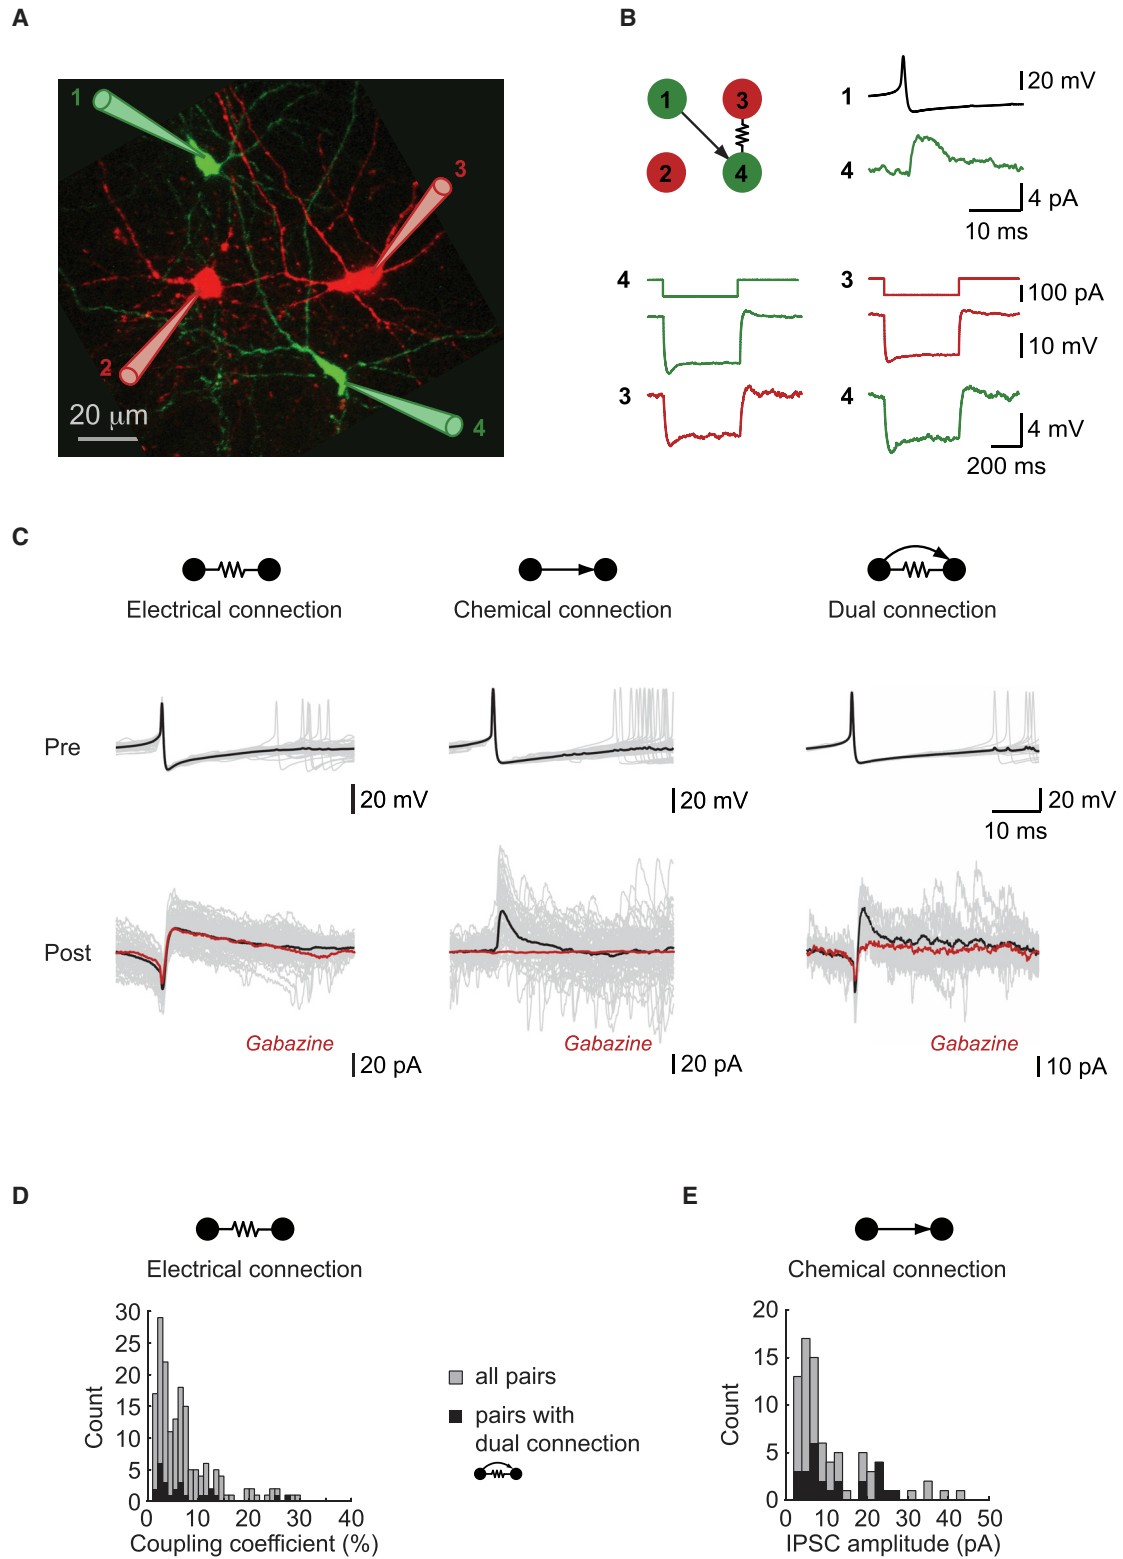 A
1
3
2
4
20 μm
B
1
3
2
4
1
20 mV
4
4 pA
10 ms
4
3
100 pA
10 mV
3
4
4 mV
200 ms
C
Electrical connection
Chemical connection
Dual connection
Pre
20 mV
20 mV
20 mV
10 ms
Post
Gabazine
20 pA
Gabazine
20 pA
Gabazine
10 pA
D
Electrical connection
30
25
20
15
10
5
0
Count
0 10 20 30 40
Coupling coefficient (%)
all pairs
pairs with
dual connection
E
Chemical connection
20
15
10
5
0
Count
0 10 20 30 40 50
IPSC amplitude (pA)